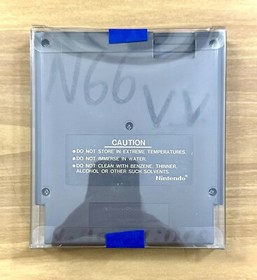 N60
V.V.
CAUTION
•DO NOT STORE IN EXTREME TEMPERATURES.
•DO NOT IMMERSE IN WATER.
•DO NOT CLEAN WITH BENZENE, THINNER,
ALCOHOL OR OTHER SUCH SOLVENTS.
Nintendo